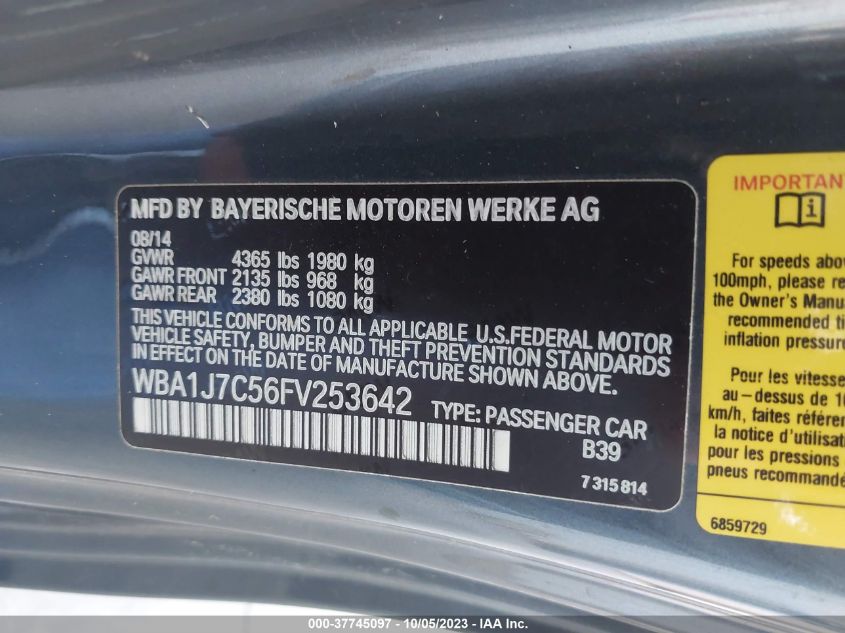 MFD BY BAYERISCHE MOTOREN WERKE AG
08/14
GVWR 4365 lbs 1980 kg
GAWR FRONT 2135 lbs 968 kg
GAWR REAR 2380 lbs 1080 kg
THIS VEHICLE CONFORMS TO ALL APPLICABLE U.S.FEDERAL MOTOR
VEHICLE SAFETY, BUMPER AND THEFT PREVENTION STANDARDS
IN EFFECT ON THE DATE OF MANUFACTURE SHOWN ABOVE.
WBA1J7C56FV253642 TYPE: PASSENGER CAR
B39
7 315 814
IMPORTAN
i
For speeds abov
100mph, please re
the Owner's Manu
recommended ti
inflation pressure
Pour les vitesse
au-dessus de 16
km/h, faites référen
la notice d'utilisati
pour les pressions
pneus recommandé
6859729
000-37745097 - 10/05/2023 - IAA Inc.